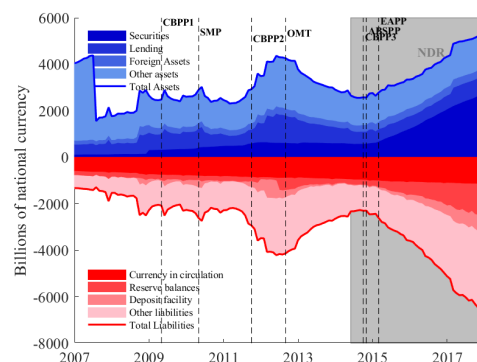 6000
4000
2000
0
-2000
-4000
-6000
-8000
Billions of national currency
Securities
Lending
Foreign Assets
Other assets
Total Assets
CBPP1
SMP
CBPP2
OMT
EAPP
ABSPP
CBPP3
NDR
Currency in circulation
Reserve balances
Deposit facility
Other liabilities
Total Liabilities
2007
2009
2011
2013
2015
2017